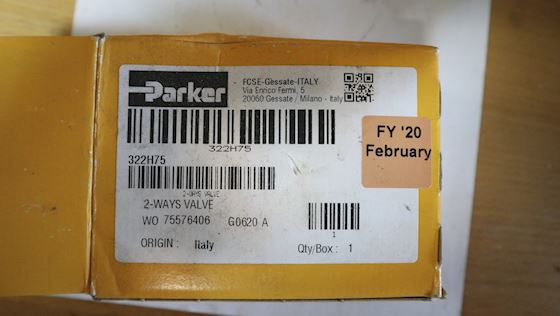 Parker
FCSE-Gessate-ITALY
Via Enrico Fermi, 5
20060 Gessate / Milano - Italy
322H75
322H75
FY '20
February
2-WAYS VALVE
2-WAYS VALVE
WO 75576406 G0620 A
1
ORIGIN : Italy
Qty/Box : 1